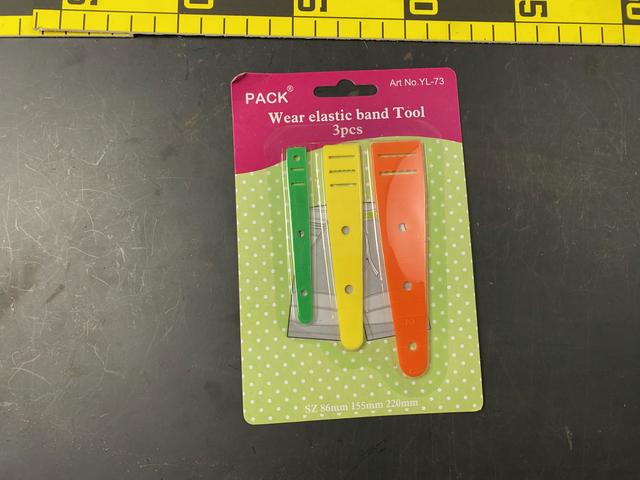 PACK®
Art No.YL-73
Wear elastic band Tool
3pcs
SZ 86mm 155mm 220mm